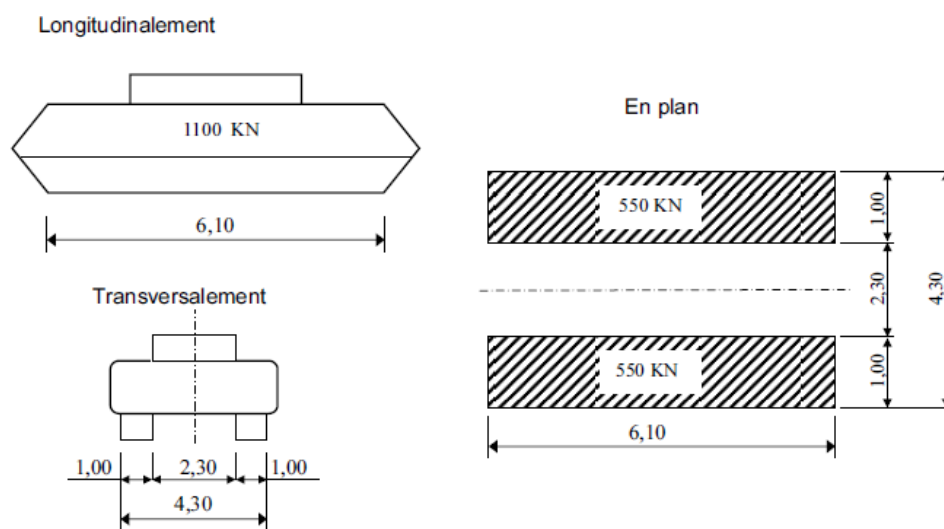 Longitudinalement
1100 KN
6,10
Transversalement
1,00
2,30
1,00
4,30
En plan
550 KN
1,00
2,30
4,30
550 KN
1,00
6,10